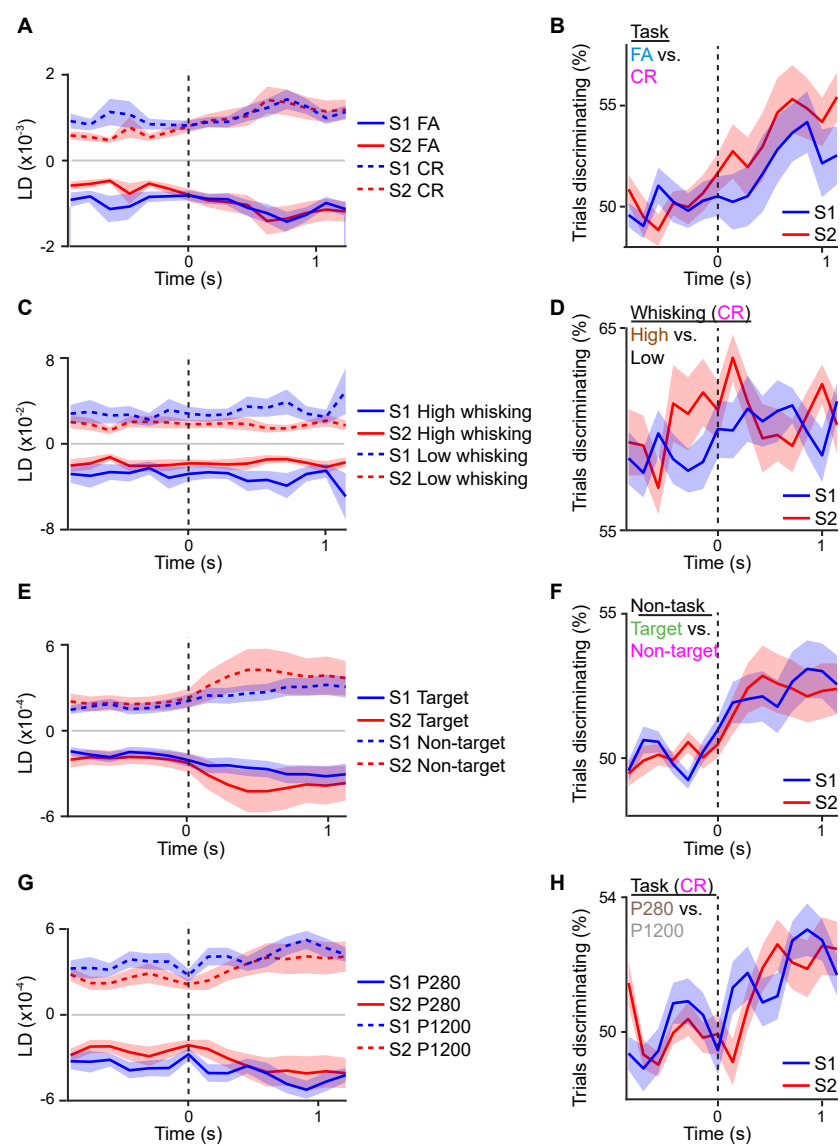 A
LD (x10⁻³)
2
0
-2
0
1
Time (s)
S1 FA
S2 FA
S1 CR
S2 CR
B
Task
FA vs.
CR
Trials discriminating (%)
55
50
0
1
Time (s)
S1
S2
C
LD (x10⁻²)
8
0
-8
0
1
Time (s)
S1 High whisking
S2 High whisking
S1 Low whisking
S2 Low whisking
D
Whisking (CR)
High vs.
Low
Trials discriminating (%)
65
55
0
1
Time (s)
S1
S2
E
LD (x10⁻⁴)
6
0
-6
0
1
Time (s)
S1 Target
S2 Target
S1 Non-target
S2 Non-target
F
Non-task
Target vs.
Non-target
Trials discriminating (%)
55
50
0
1
Time (s)
S1
S2
G
LD (x10⁻⁴)
6
0
-6
0
1
Time (s)
S1 P280
S2 P280
S1 P1200
S2 P1200
H
Task (CR)
P280 vs.
P1200
Trials discriminating (%)
54
50
0
1
Time (s)
S1
S2